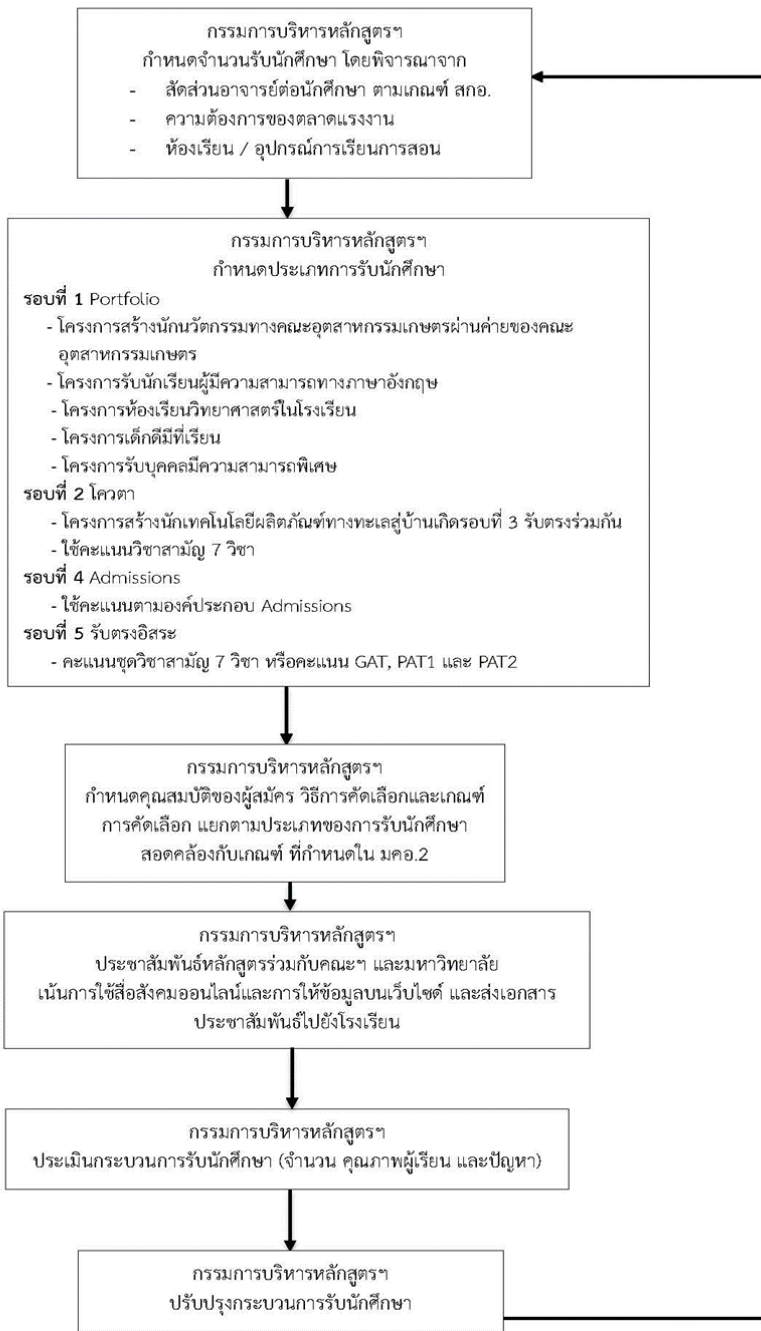 กรรมการบริหารหลักสูตรฯ
กำหนดจำนวนรับนักศึกษา โดยพิจารณาจาก
- สัดส่วนอาจารย์ต่อนักศึกษา ตามเกณฑ์ สกอ.
- ความต้องการของตลาดแรงงาน
- ห้องเรียน / อุปกรณ์การเรียนการสอน
กรรมการบริหารหลักสูตรฯ
กำหนดประเภทการรับนักศึกษา
รอบที่ 1 Portfolio
- โครงการสร้างนักนวัตกรรมทางคณะอุตสาหกรรมเกษตรผ่านค่ายของคณะ
อุตสาหกรรมเกษตร
- โครงการรับนักเรียนผู้มีความสามารถทางภาษาอังกฤษ
- โครงการห้องเรียนวิทยาศาสตร์ในโรงเรียน
- โครงการเด็กดีมีที่เรียน
- โครงการรับบุคคลมีความสามารถพิเศษ
รอบที่ 2 โควตา
- โครงการสร้างนักเทคโนโลยีผลิตภัณฑ์ทางทะเลสู่บ้านเกิดรอบที่ 3 รับตรงร่วมกัน
- ใช้คะแนนวิชาสามัญ 7 วิชา
รอบที่ 4 Admissions
- ใช้คะแนนตามองค์ประกอบ Admissions
รอบที่ 5 รับตรงอิสระ
- คะแนนชุดวิชาสามัญ 7 วิชา หรือคะแนน GAT, PAT1 และ PAT2
กรรมการบริหารหลักสูตรฯ
กำหนดคุณสมบัติของผู้สมัคร วิธีการคัดเลือกและเกณฑ์
การคัดเลือก แยกตามประเภทของการรับนักศึกษา
สอดคล้องกับเกณฑ์ ที่กำหนดใน มคอ.2
กรรมการบริหารหลักสูตรฯ
ประชาสัมพันธ์หลักสูตรร่วมกับคณะฯ และมหาวิทยาลัย
เน้นการใช้สื่อสังคมออนไลน์และการให้ข้อมูลบนเว็บไซด์ และส่งเอกสาร
ประชาสัมพันธ์ไปยังโรงเรียน
กรรมการบริหารหลักสูตรฯ
ประเมินกระบวนการรับนักศึกษา (จำนวน คุณภาพผู้เรียน และปัญหา)
กรรมการบริหารหลักสูตรฯ
ปรับปรุงกระบวนการรับนักศึกษา